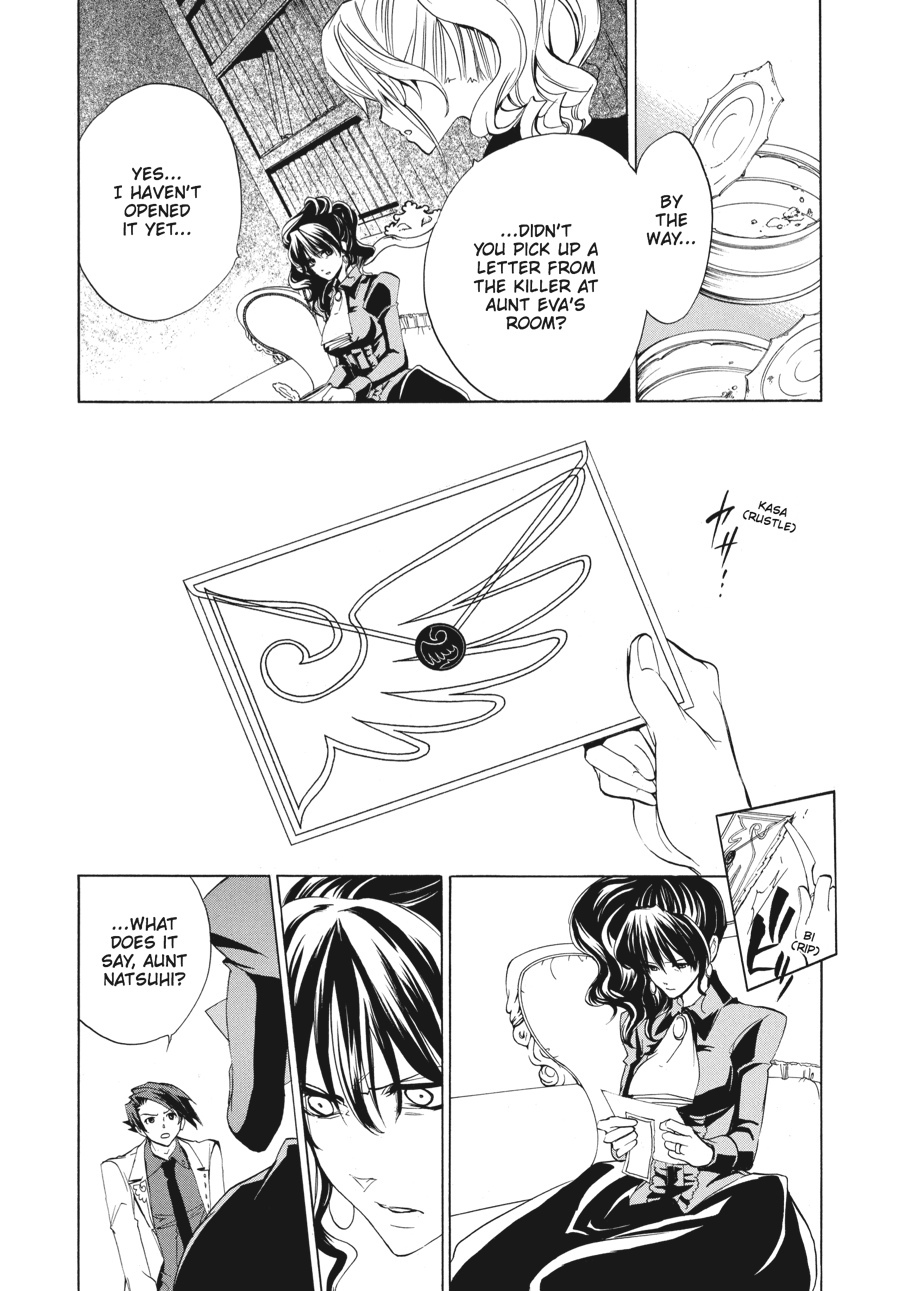 BY
THE
WAY...
...DIDN'T
YOU PICK UP A
LETTER FROM
THE KILLER AT
AUNT EVA'S
ROOM?
YES...
I HAVEN'T
OPENED
IT YET...
カサ…
KASA
(RUSTLE)
ビッ
BI
(RIP)
...WHAT
DOES IT
SAY, AUNT
NATSUHI?